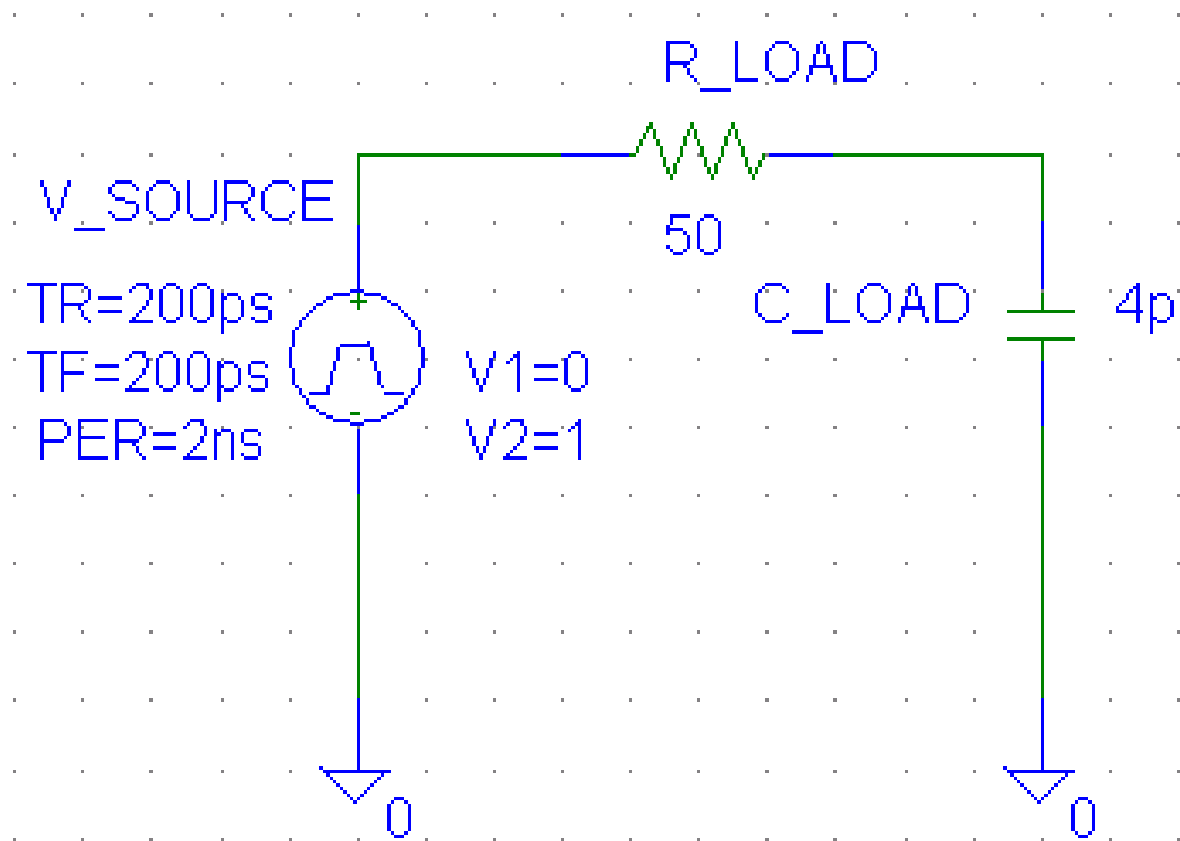 R_LOAD
50
V_SOURCE
TR=200ps
TF=200ps
PER=2ns
V1=0
V2=1
C_LOAD
4p
0
0